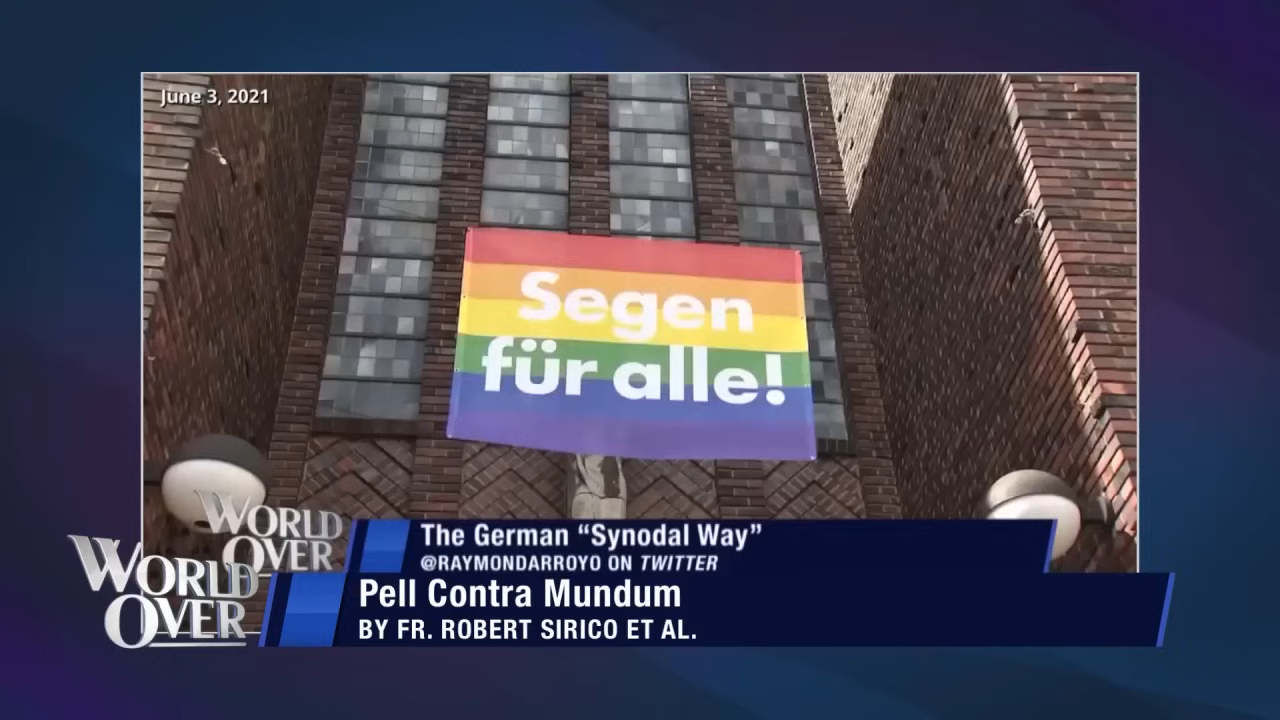 June 3, 2021
Segen
für alle!
WORLD
OVER
The German “Synodal Way”
@RAYMONDARROYO ON TWITTER
WORLD
OVER
Pell Contra Mundum
BY FR. ROBERT SIRICO ET AL.